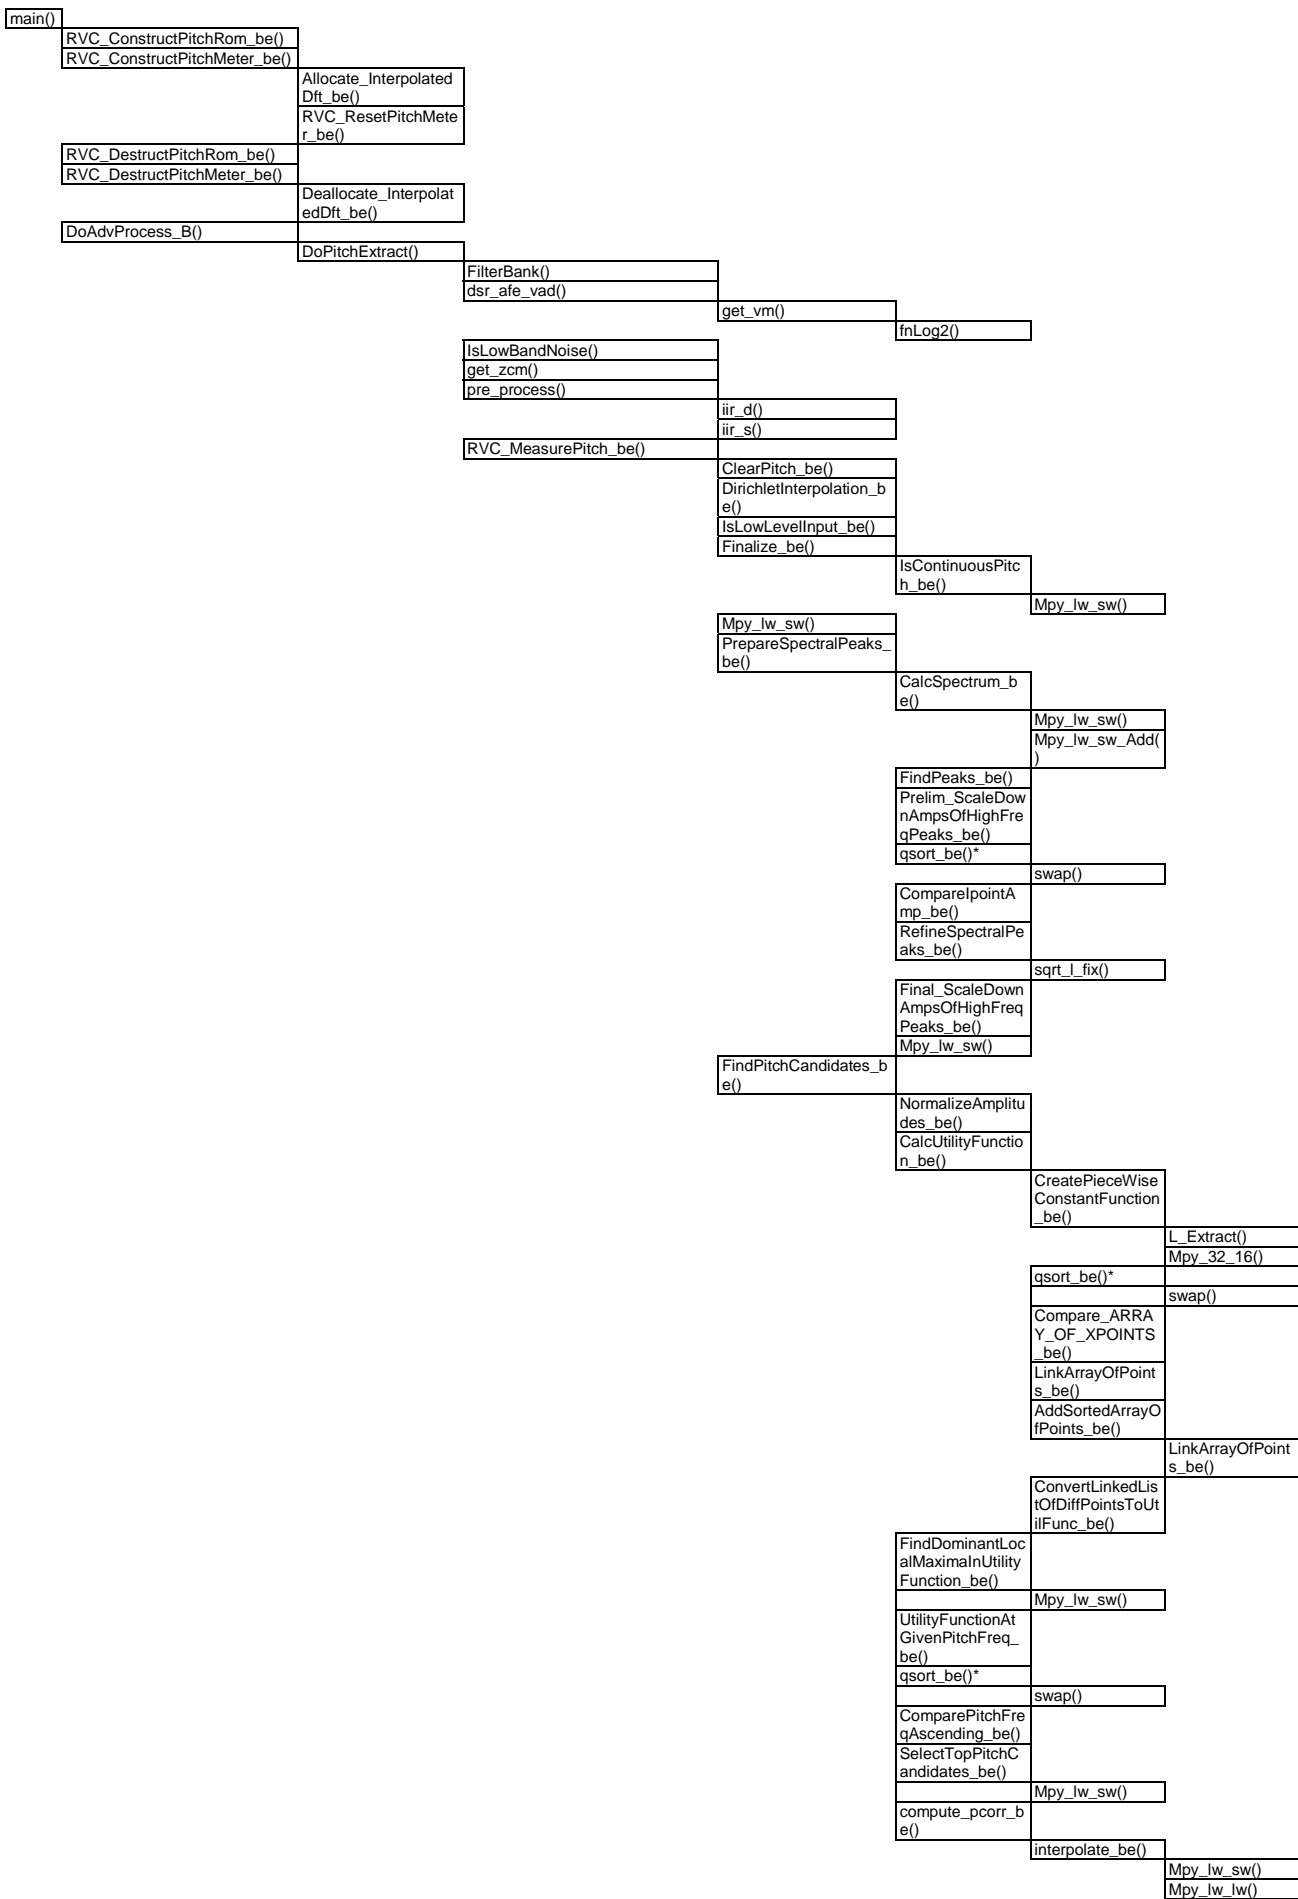 main()
RVC_ConstructPitchRom_be()
RVC_ConstructPitchMeter_be()
Allocate_Interpolated
Dft_be()
RVC_ResetPitchMete
r_be()
RVC_DestructPitchRom_be()
RVC_DestructPitchMeter_be()
Deallocate_Interpolat
edDft_be()
DoAdvProcess_B()
DoPitchExtract()
FilterBank()
dsr_afe_vad()
get_vm()
fnLog2()
IsLowBandNoise()
get_zcm()
pre_process()
iir_d()
iir_s()
RVC_MeasurePitch_be()
ClearPitch_be()
DirichletInterpolation_b
e()
IsLowLevelInput_be()
Finalize_be()
IsContinuousPitc
h_be()
Mpy_lw_sw()
Mpy_lw_sw()
PrepareSpectralPeaks_
be()
CalcSpectrum_b
e()
Mpy_lw_sw()
Mpy_lw_sw_Add(
)
FindPeaks_be()
Prelim_ScaleDow
nAmpsOfHighFre
qPeaks_be()
qsort_be()*
swap()
CompareIpointA
mp_be()
RefineSpectralPe
aks_be()
sqrt_l_fix()
Final_ScaleDown
AmpsOfHighFreq
Peaks_be()
Mpy_lw_sw()
FindPitchCandidates_b
e()
NormalizeAmplitu
des_be()
CalcUtilityFunctio
n_be()
CreatePieceWise
ConstantFunction
_be()
L_Extract()
Mpy_32_16()
qsort_be()*
swap()
Compare_ARRA
Y_OF_XPOINTS
_be()
LinkArrayOfPoint
s_be()
AddSortedArrayO
fPoints_be()
LinkArrayOfPoint
s_be()
ConvertLinkedLis
tOfDiffPointsToUt
ilFunc_be()
FindDominantLoc
alMaximaInUtility
Function_be()
Mpy_lw_sw()
UtilityFunctionAt
GivenPitchFreq_
be()
qsort_be()*
swap()
ComparePitchFre
qAscending_be()
SelectTopPitchC
andidates_be()
Mpy_lw_sw()
compute_pcorr_b
e()
interpolate_be()
Mpy_lw_sw()
Mpy_lw_lw()